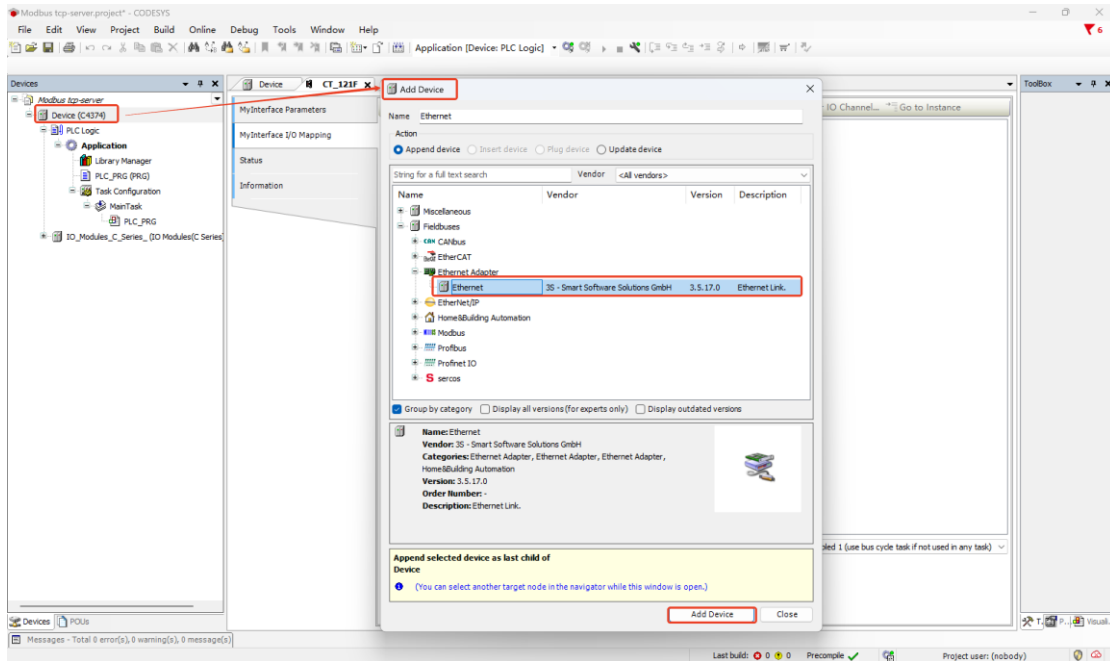 Modbus tcp-server.project* - CODESYS
File Edit View Project Build Online Debug Tools Window Help
6
Application [Device: PLC Logic]
Devices
Modbus tcp-server
Device (C4374)
PLC Logic
Application
Library Manager
PLC_PRG (PRG)
Task Configuration
MainTask
PLC_PRG
IO_Modules_C_Series_ (IO Modules(C Series
Devices POUs
Device CT_121F
MyInterface Parameters
MyInterface I/O Mapping
Status
Information
Add Device
Name Ethernet
Action
Append device Insert device Plug device Update device
String for a full text search Vendor <All vendors>
Name Vendor Version Description
Miscellaneous
Fieldbuses
CAN CANbus
EtherCAT
Ethernet Adapter
Ethernet 3S - Smart Software Solutions GmbH 3.5.17.0 Ethernet Link.
EtherNet/IP
Home&Building Automation
Modbus
Profibus
Profinet IO
sercos
Group by category Display all versions (for experts only) Display outdated versions
Name: Ethernet
Vendor: 3S - Smart Software Solutions GmbH
Categories: Ethernet Adapter, Ethernet Adapter, Ethernet Adapter,
Home&Building Automation
Version: 3.5.17.0
Order Number: -
Description: Ethernet Link.
Append selected device as last child of
Device
(You can select another target node in the navigator while this window is open.)
Add Device Close
IO Channel... Go to Instance
1 (use bus cycle task if not used in any task)
ToolBox
T. P... Visuali.
Messages - Total 0 error(s), 0 warning(s), 0 message(s)
Last build: 0 0 Precompile Project user: (nobody)